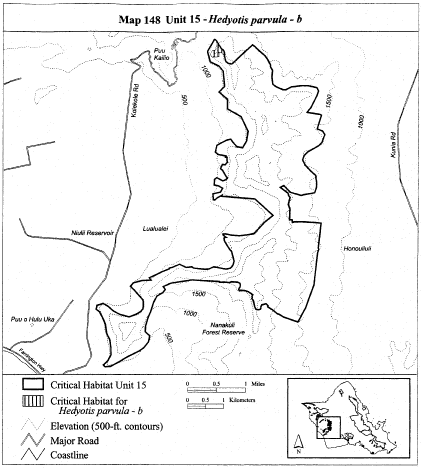 Map 148 Unit 15 - Hedyotis parvula - b
Puu
Kailio
1000
Kolekole Rd
500
1500
1000
Kunia Rd
Niulii Reservoir
Lualualei
Honouliuli
Puu o Hulu Uka
1500
1000
Nanakuli
Forest Reserve
500
Farrington Hwy
Critical Habitat Unit 15
Critical Habitat for
Hedyotis parvula - b
Elevation (500-ft. contours)
Major Road
Coastline
0 0.5 1 Miles
0 0.5 1 Kilometers
N